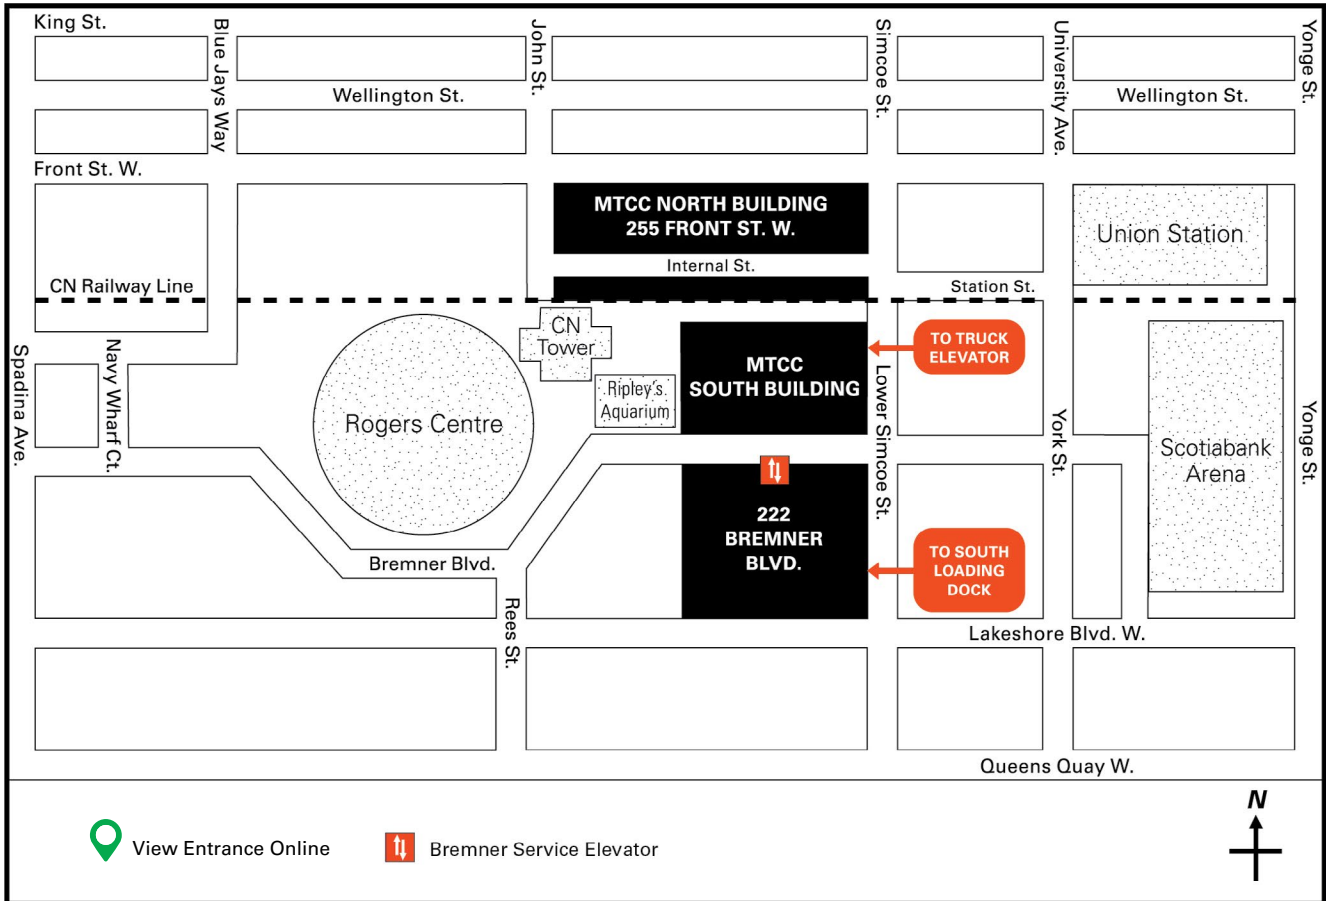 King St.
Blue Jays Way
John St.
Simcoe St.
University Ave.
Yonge St.
Wellington St.
Wellington St.
Front St. W.
MTCC NORTH BUILDING
255 FRONT ST. W.
Union Station
Internal St.
CN Railway Line
Station St.
CN
Tower
TO TRUCK
ELEVATOR
MTCC
SOUTH BUILDING
Spadina Ave.
Navy Wharf Ct.
Ripley's
Aquarium
Rogers Centre
Lower Simcoe St.
York St.
Scotiabank
Arena
Yonge St.
222
BREMNER
BLVD.
TO SOUTH
LOADING
DOCK
Bremner Blvd.
Rees St.
Lakeshore Blvd. W.
Queens Quay W.
N
View Entrance Online
Bremner Service Elevator